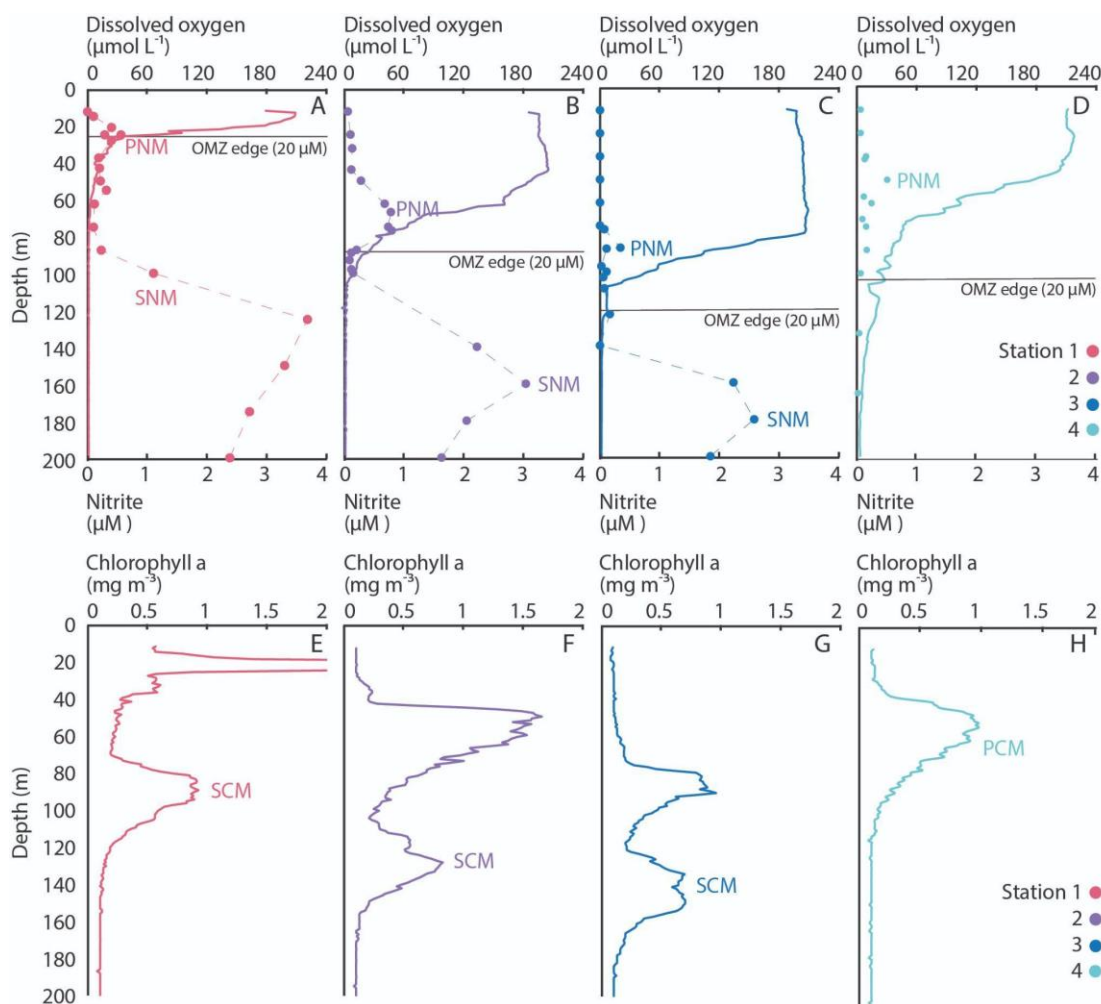 Dissolved oxygen
(µmol L⁻¹)
Dissolved oxygen
(µmol L⁻¹)
Dissolved oxygen
(µmol L⁻¹)
Dissolved oxygen
(µmol L⁻¹)
0 60 120 180 240
0 60 120 180 240
0 60 120 180 240
0 60 120 180 240
A
B
C
D
Depth (m)
0
20
40
60
80
100
120
140
160
180
200
PNM
OMZ edge (20 µM)
SNM
PNM
OMZ edge (20 µM)
SNM
PNM
OMZ edge (20 µM)
SNM
PNM
OMZ edge (20 µM)
Station 1
2
3
4
0 1 2 3 4
0 1 2 3 4
0 1 2 3 4
0 1 2 3 4
Nitrite
(µM )
Nitrite
(µM )
Nitrite
(µM )
Nitrite
(µM )
Chlorophyll a
(mg m⁻³)
Chlorophyll a
(mg m⁻³)
Chlorophyll a
(mg m⁻³)
Chlorophyll a
(mg m⁻³)
0 0.5 1 1.5 2
0 0.5 1 1.5 2
0 0.5 1 1.5 2
0 0.5 1 1.5 2
E
F
G
H
Depth (m)
0
20
40
60
80
100
120
140
160
180
200
SCM
SCM
SCM
PCM
Station 1
2
3
4